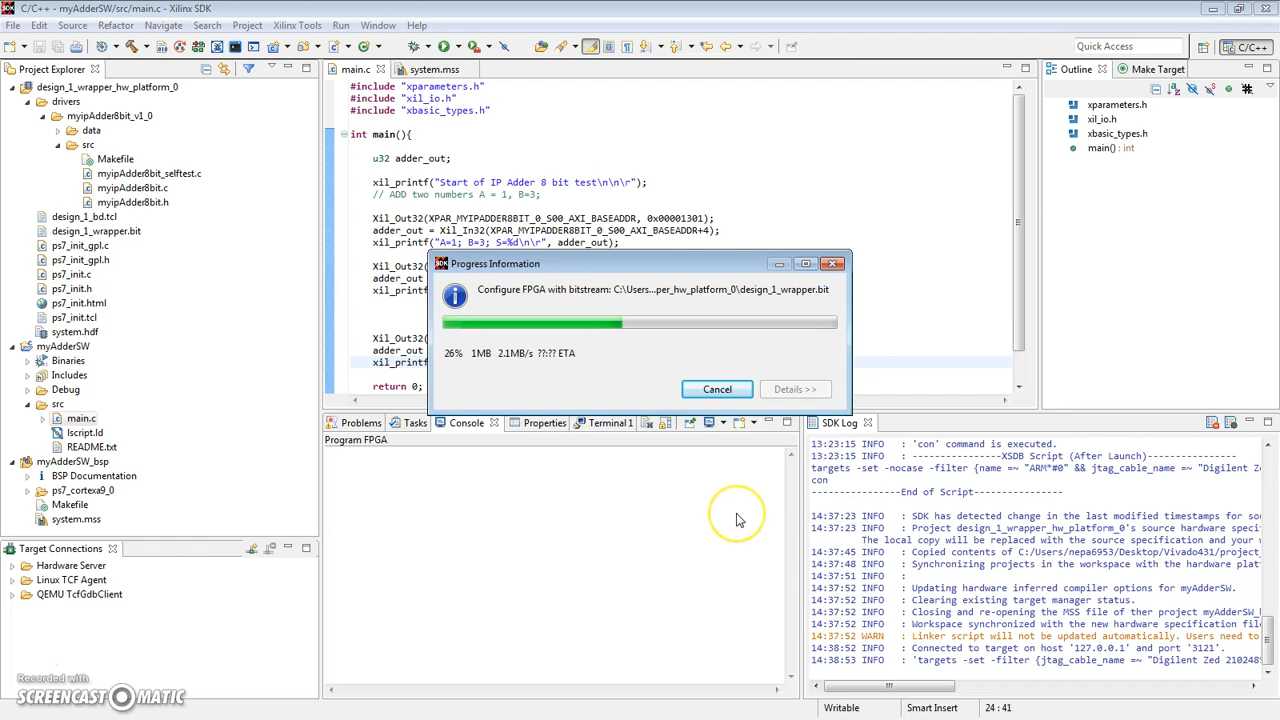 C/C++ - myAdderSW/src/main.c - Xilinx SDK
File Edit Source Refactor Navigate Search Project Xilinx Tools Run Window Help
Quick Access
C/C++
Project Explorer
design_1_wrapper_hw_platform_0
drivers
myipAdder8bit_v1_0
data
src
Makefile
myipAdder8bit_selftest.c
myipAdder8bit.c
myipAdder8bit.h
design_1_bd.tcl
design_1_wrapper.bit
ps7_init_gpl.c
ps7_init_gpl.h
ps7_init.c
ps7_init.h
ps7_init.html
ps7_init.tcl
system.hdf
myAdderSW
Binaries
Includes
Debug
src
main.c
lscript.ld
README.txt
myAdderSW_bsp
BSP Documentation
ps7_cortexa9_0
Makefile
system.mss
Target Connections
Hardware Server
Linux TCF Agent
QEMU TcfGdbClient
Recorded with
SCREENCAST MATIC
main.c
system.mss
#include "xparameters.h"
#include "xil_io.h"
#include "xbasic_types.h"
int main(){
u32 adder_out;
xil_printf("Start of IP Adder 8 bit test\n\n\r");
// ADD two numbers A = 1, B=3;
Xil_Out32(XPAR_MYIPADDER8BIT_0_S00_AXI_BASEADDR, 0x00001301);
adder_out = Xil_In32(XPAR_MYIPADDER8BIT_0_S00_AXI_BASEADDR+4);
xil_printf("A=1; B=3; S=%d\n\r", adder_out);
Xil_Out32(
adder_out
xil_printf
Xil_Out32(
adder_out
xil_printf
return 0;
Progress Information
Configure FPGA with bitstream: C:\Users...per_hw_platform_0\design_1_wrapper.bit
26% 1MB 2.1MB/s ??:?? ETA
Cancel
Details >>
Outline
Make Target
xparameters.h
xil_io.h
xbasic_types.h
main() : int
Problems Tasks Console Properties Terminal 1
Program FPGA
SDK Log
13:23:15 INFO : 'con' command is executed.
13:23:15 INFO : ----------------XSDB Script (After Launch)----------------
targets -set -nocase -filter {name =~ "ARM*#0" && jtag_cable_name =~ "Digilent Ze
con
----------------End of Script----------------
14:37:23 INFO : SDK has detected change in the last modified timestamps for sou
14:37:23 INFO : Project design_1_wrapper_hw_platform_0's source hardware specif
The local copy will be replaced with the source specification and your w
14:37:45 INFO : Copied contents of C:/Users/nepa6953/Desktop/Vivado431/project_
14:37:48 INFO : Synchronizing projects in the workspace with the hardware platf
14:37:51 INFO :
14:37:52 INFO : Updating hardware inferred compiler options for myAdderSW.
14:37:52 INFO : Clearing existing target manager status.
14:37:52 INFO : Closing and re-opening the MSS file of ther project myAdderSW_b
14:37:52 INFO : Workspace synchronized with the new hardware specification file
14:37:52 WARN : Linker script will not be updated automatically. Users need to
14:38:52 INFO : Connected to target on host '127.0.0.1' and port '3121'.
14:38:53 INFO : 'targets -set -filter {jtag_cable_name =~ "Digilent Zed 210248
Writable
Smart Insert
24 : 41